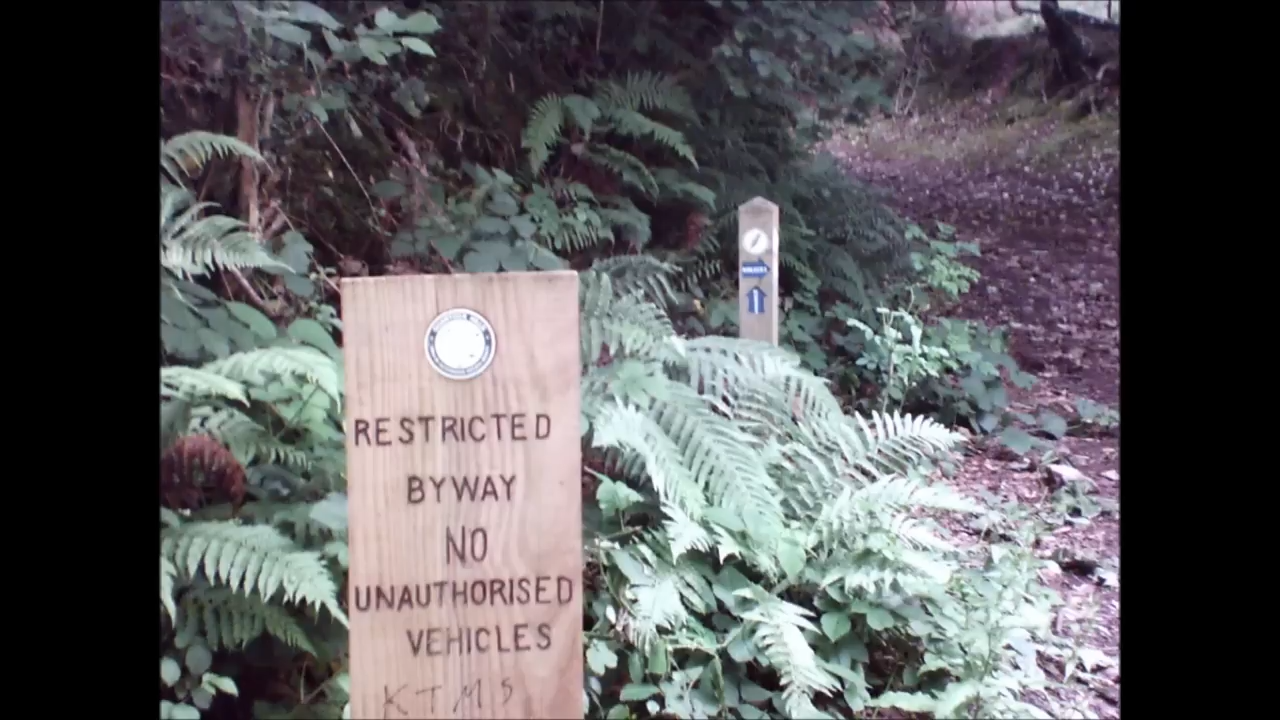 RESTRICTED
BYWAY
NO
UNAUTHORISED
VEHICLES
KTMS